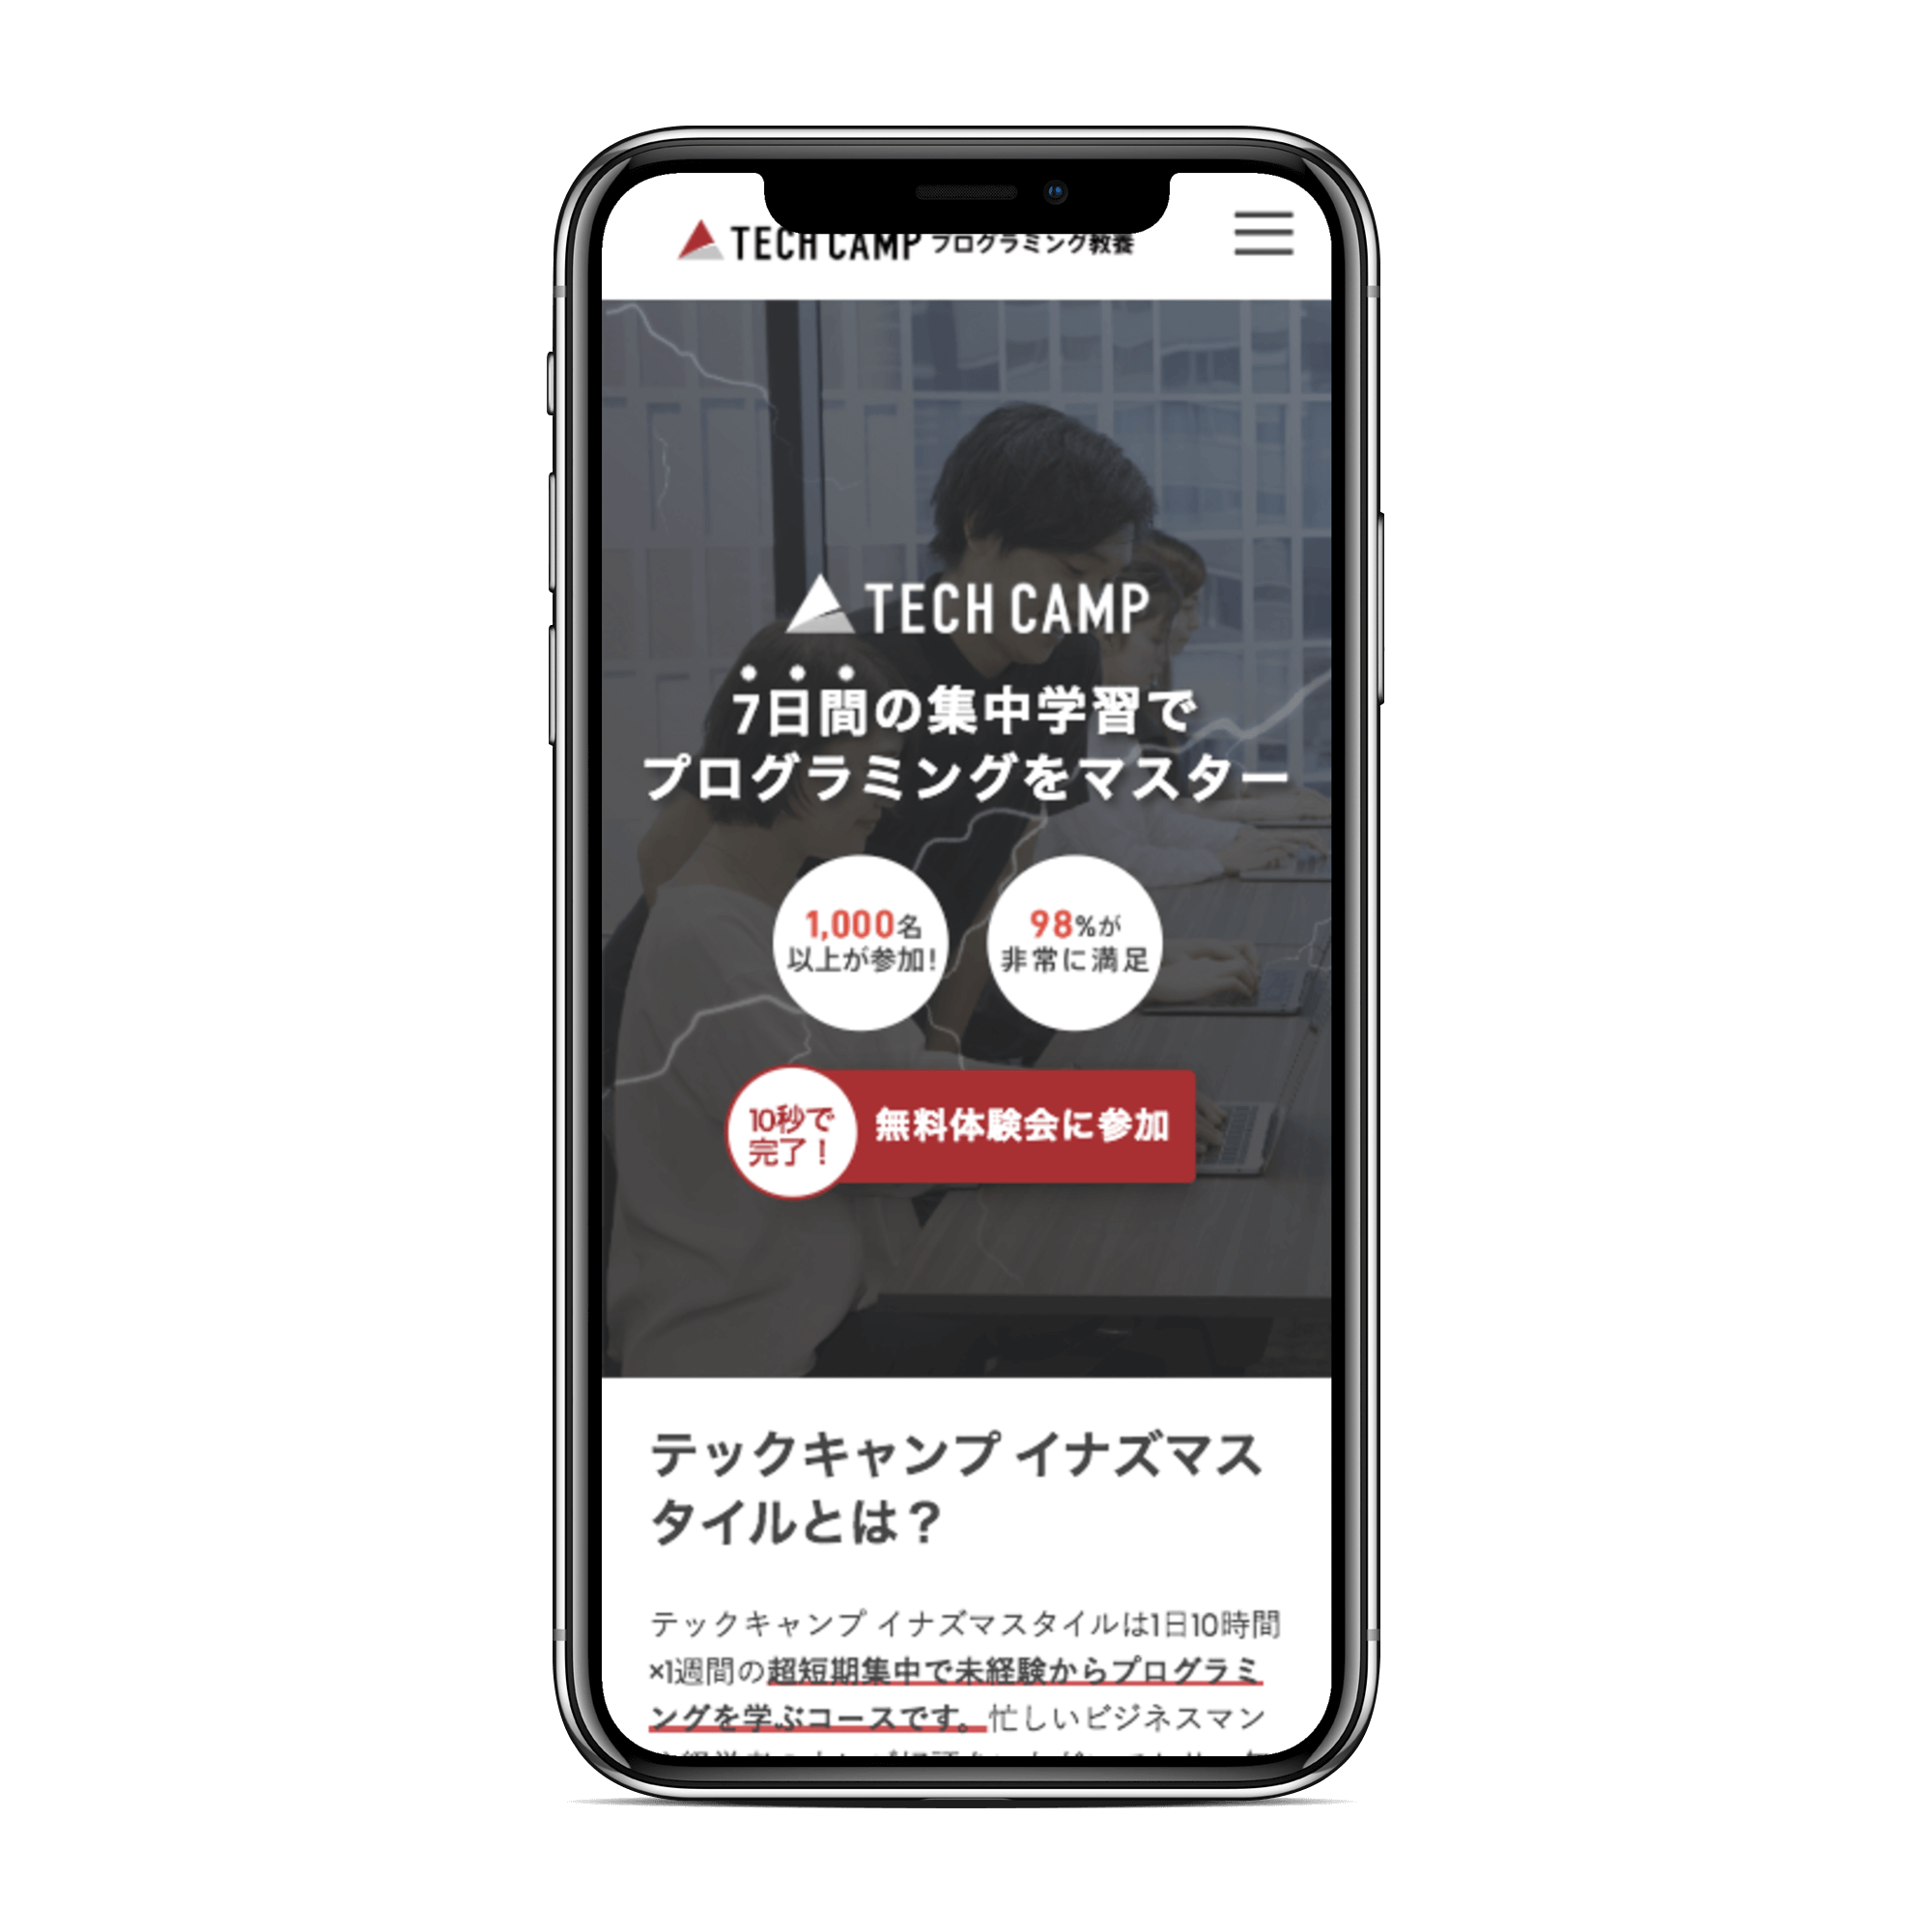 TECH CAMP プログラミング教養
TECH CAMP
7日間の集中学習で
プログラミングをマスター
1,000名
以上が参加!
98%が
非常に満足
10秒で
完了！
無料体験会に参加
テックキャンプ イナズマス
タイルとは？
テックキャンプ イナズマスタイルは1日10時間
×1週間の超短期集中で未経験からプログラミ
ングを学ぶコースです。忙しいビジネスマン